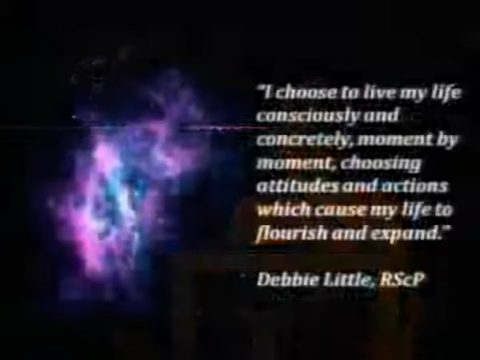 "I choose to live my life
consciously and
concretely, moment by
moment, choosing
attitudes and actions
which cause my life to
flourish and expand."
Debbie Little, RScP